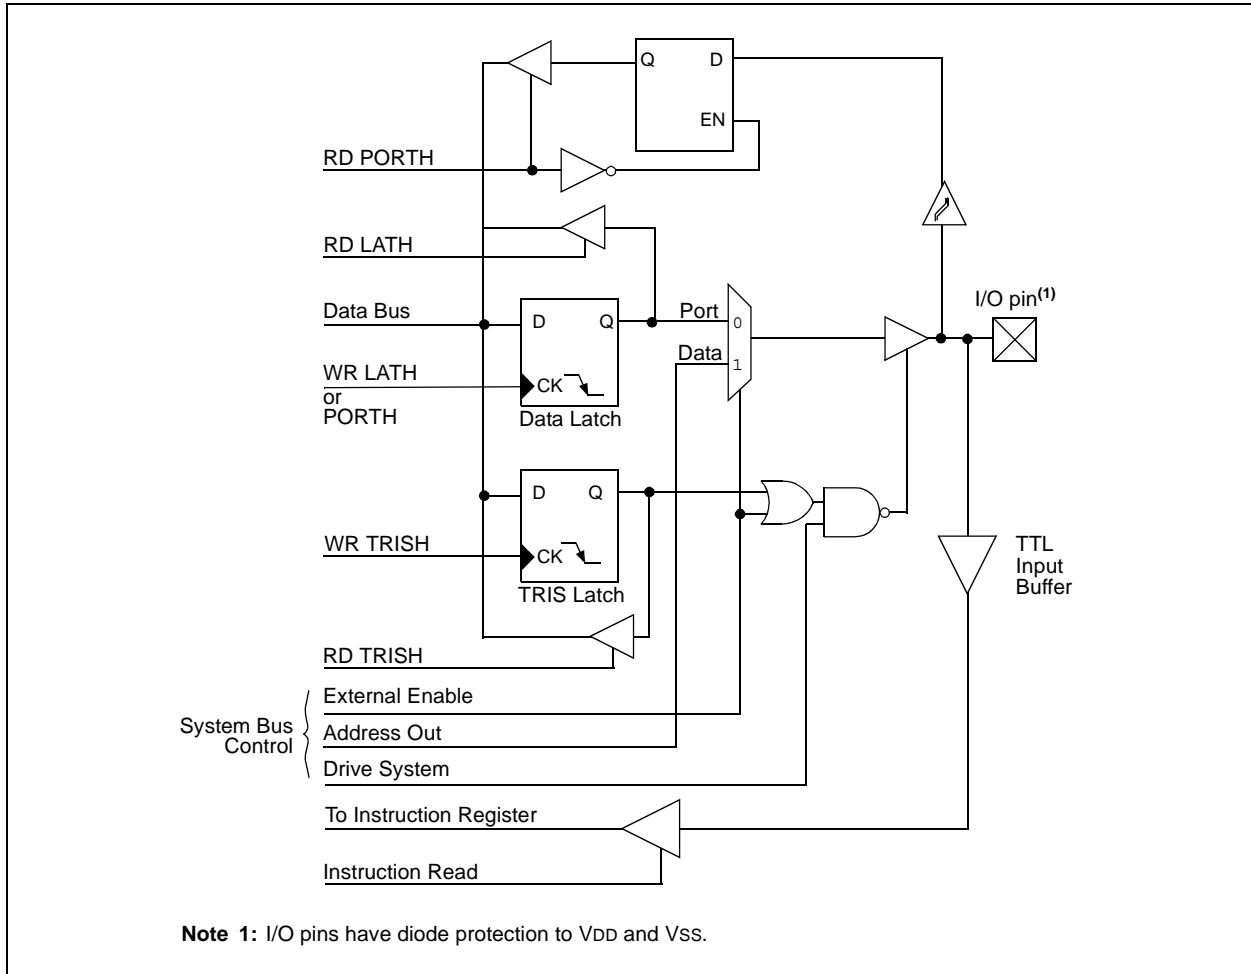 Q D
EN
RD PORTH
RD LATH
I/O pin(1)
Data Bus
D Q
Port
0
Data
1
WR LATH
or
PORTH
CK
Data Latch
D Q
WR TRISH
CK
TRIS Latch
TTL
Input
Buffer
RD TRISH
System Bus
Control
External Enable
Address Out
Drive System
To Instruction Register
Instruction Read
Note 1: I/O pins have diode protection to VDD and VSS.